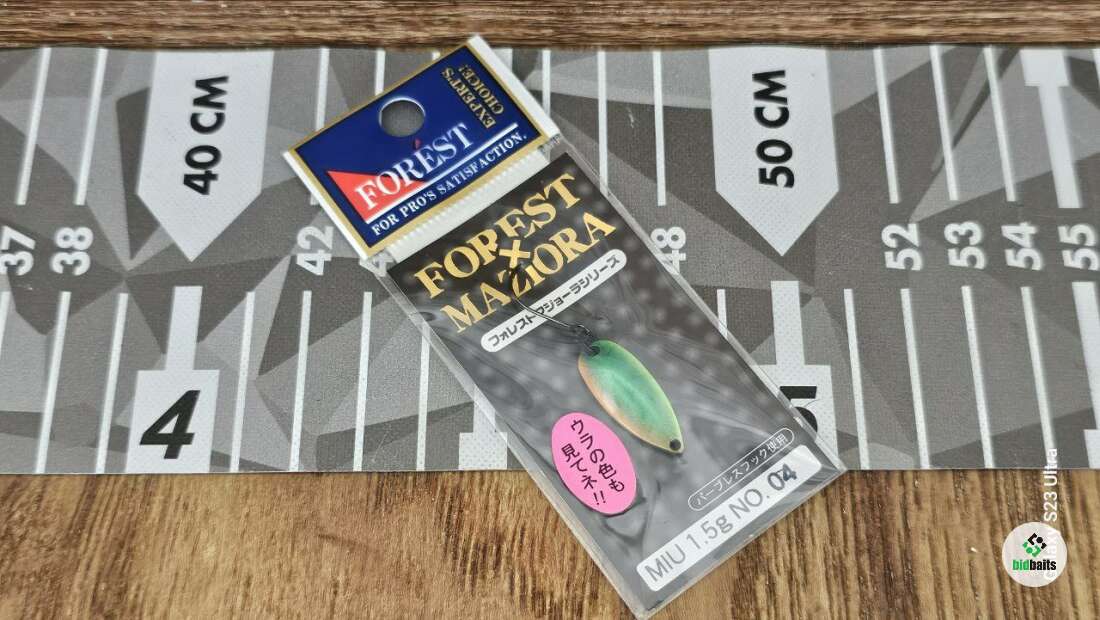 40 CM
50 CM
37
38
42
48
52
53
54
55
4
5
EXPERT'S
CHOICE!
FORÉST
FOR PRO'S SATISFACTION.
FOREST
×
MAZIORA
フォレストマジョーラシリーズ
ウラの色も
見てネ!!
バーブレスフック使用
MIU 1.5g NO. 04
Galaxy S23 Ultra
bidbaits